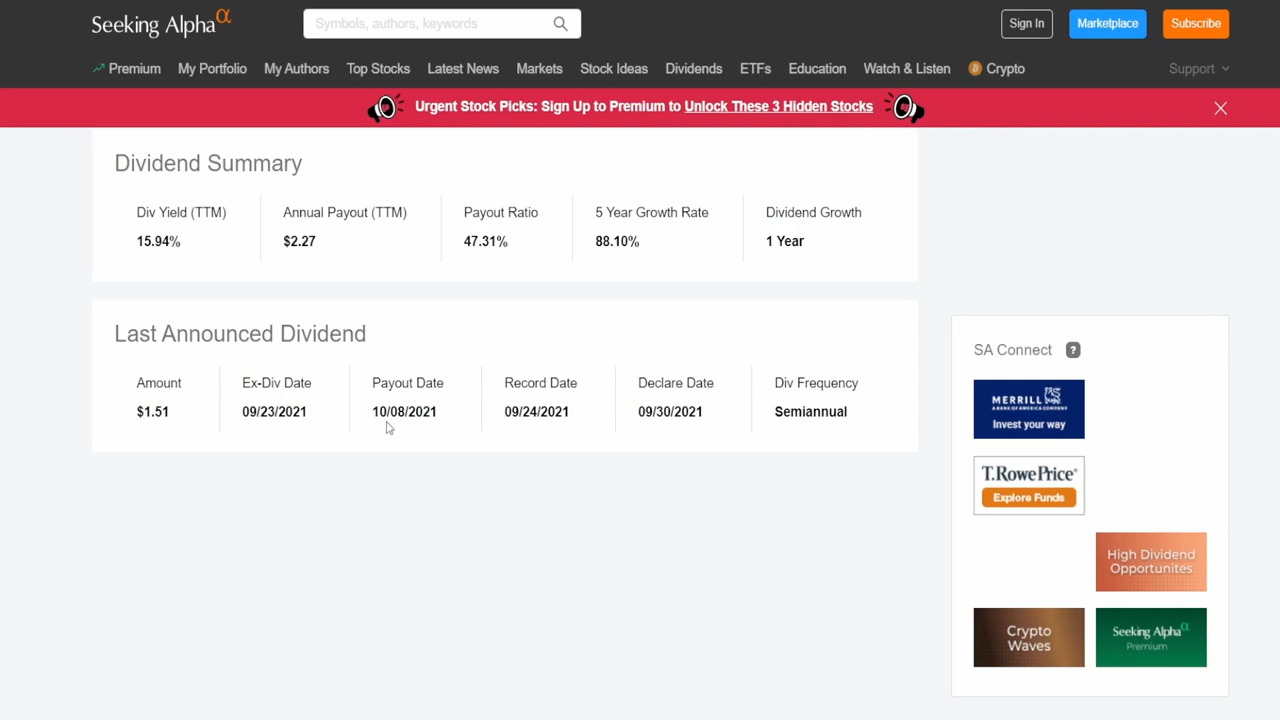 Seeking Alpha α
Symbols, authors, keywords
Sign In
Marketplace
Subscribe
Premium My Portfolio My Authors Top Stocks Latest News Markets Stock Ideas Dividends ETFs Education Watch & Listen Crypto Support
Urgent Stock Picks: Sign Up to Premium to Unlock These 3 Hidden Stocks
Dividend Summary
Div Yield (TTM) Annual Payout (TTM) Payout Ratio 5 Year Growth Rate Dividend Growth
15.94% $2.27 47.31% 88.10% 1 Year
Last Announced Dividend
Amount Ex-Div Date Payout Date Record Date Declare Date Div Frequency
$1.51 09/23/2021 10/08/2021 09/24/2021 09/30/2021 Semiannual
SA Connect ?
MERRILL
A BANK OF AMERICA COMPANY
Invest your way
T.RowePrice
Explore Funds
High Dividend
Opportunites
Crypto
Waves
Seeking Alpha α
Premium